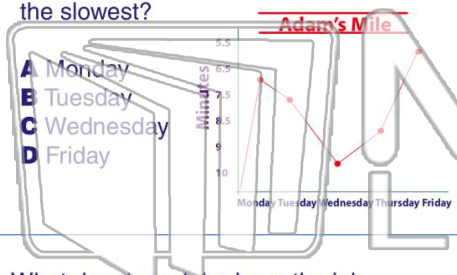 the slowest?
Adam's Mile
A Monday
B Tuesday
C Wednesday
D Friday
Minutes
5.5
6.5
7.5
8.5
9
10
Monday Tuesday Wednesday Thursday Friday